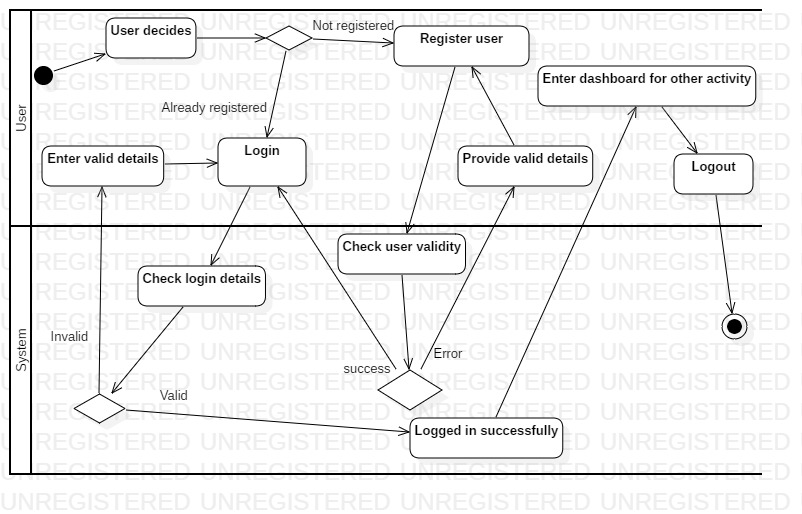 Not registered
User decides
Register user
Enter dashboard for other activity
Already registered
User
Login
Enter valid details
Provide valid details
Logout
Check user validity
Check login details
System
Invalid
Error
success
Valid
Logged in successfully
UNREGISTERED UNREGISTERED UNREGISTERED UNREGISTERED